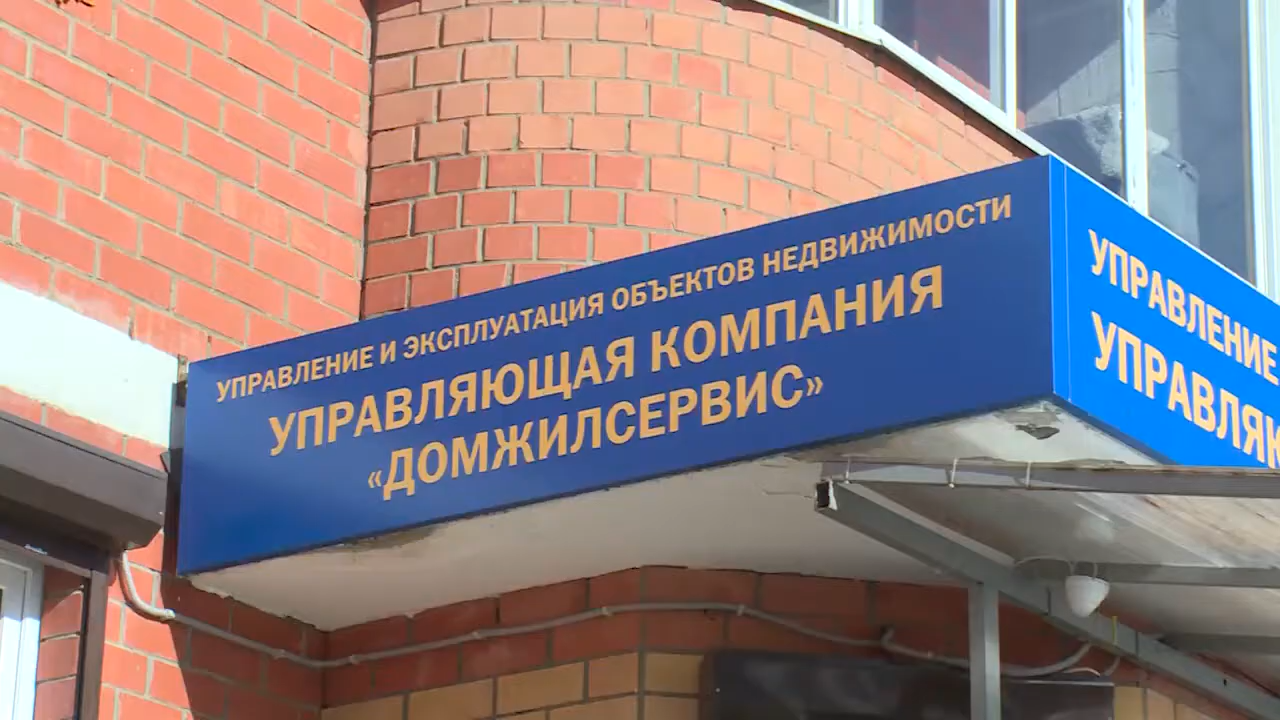 УПРАВЛЕНИЕ И ЭКСПЛУАТАЦИЯ ОБЪЕКТОВ НЕДВИЖИМОСТИ
УПРАВЛЯЮЩАЯ КОМПАНИЯ
«ДОМЖИЛСЕРВИС»
УПРАВЛЕНИЕ